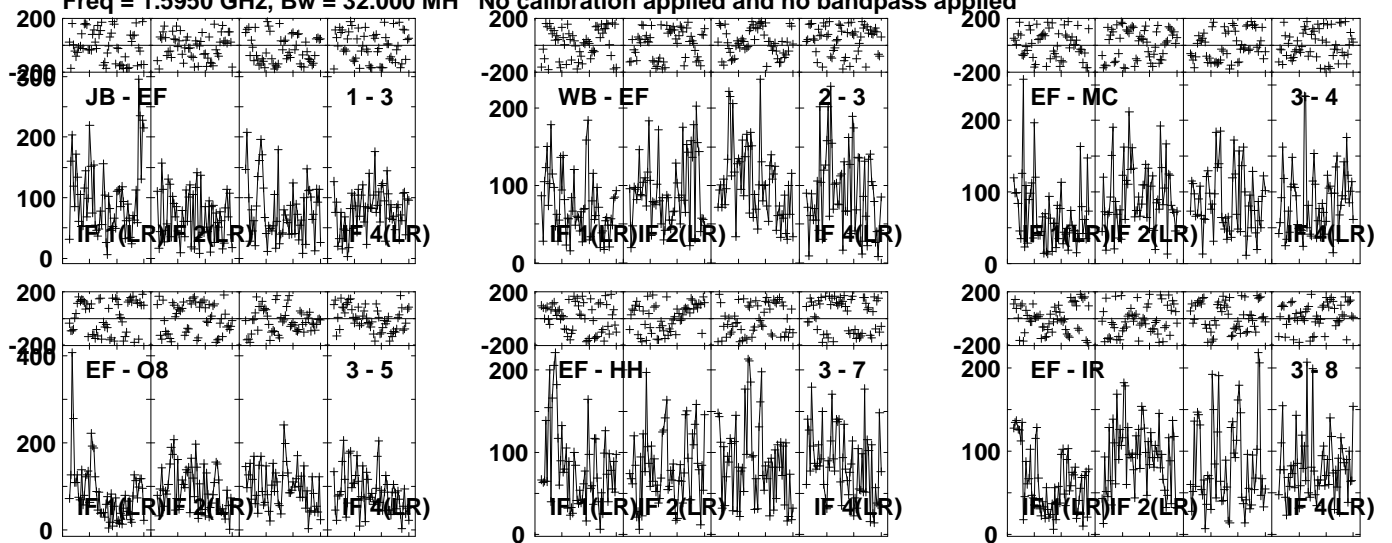 Freq = 1.5950 GHz, Bw = 32.000 MH No calibration applied and no bandpass applied
200
-200
300
JB - EF
1 - 3
200
100
0
IF 1(LR)
IF 2(LR)
IF 4(LR)
200
-200
WB - EF
2 - 3
200
100
0
IF 1(LR)
IF 2(LR)
IF 4(LR)
200
-200
EF - MC
3 - 4
200
100
0
IF 1(LR)
IF 2(LR)
IF 4(LR)
200
-200
400
EF - O8
3 - 5
200
0
IF 1(LR)
IF 2(LR)
IF 4(LR)
200
-200
EF - HH
3 - 7
200
100
0
IF 1(LR)
IF 2(LR)
IF 4(LR)
200
-200
EF - IR
3 - 8
200
100
0
IF 1(LR)
IF 2(LR)
IF 4(LR)